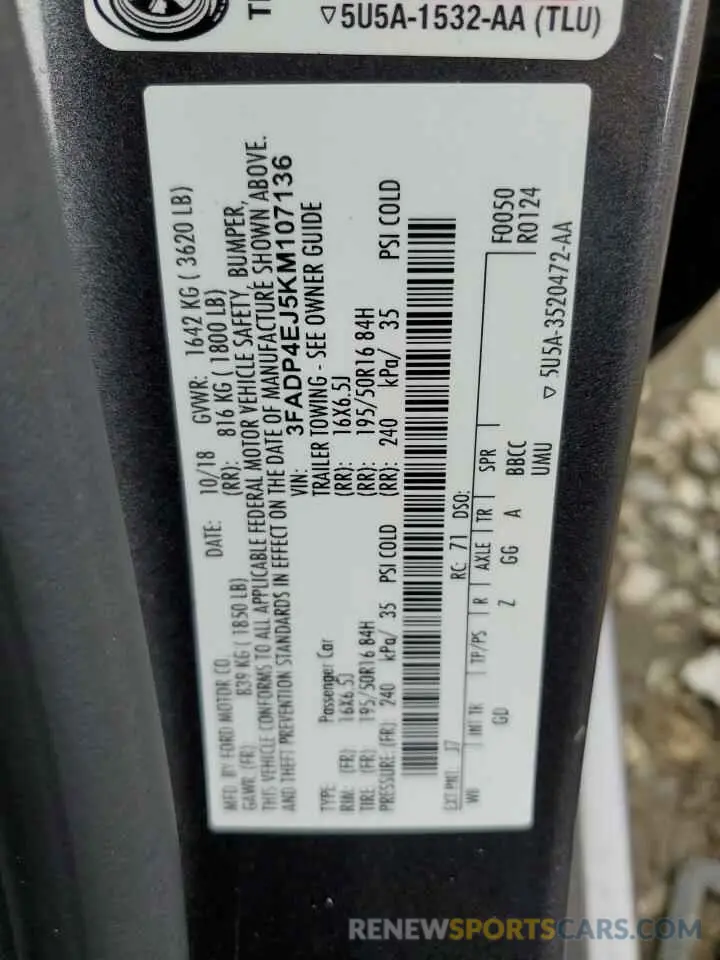 5U5A-1532-AA (TLU)
MFD. BY FORD MOTOR CO.
DATE: 10/18 GVWR: 1642 KG ( 3620 LB)
GAWR: (FR): 839 KG ( 1850 LB) (RR): 816 KG ( 1800 LB)
THIS VEHICLE CONFORMS TO ALL APPLICABLE FEDERAL MOTOR VEHICLE SAFETY, BUMPER,
AND THEFT PREVENTION STANDARDS IN EFFECT ON THE DATE OF MANUFACTURE SHOWN ABOVE.
VIN: 3FADP4EJ5KM107136
TYPE: Passenger Car TRAILER TOWING - SEE OWNER GUIDE
RIM: (FR): 16X6.5J (RR): 16X6.5J
TIRE (FR): 195/50R16 84H (RR): 195/50R16 84H
PRESSURE:(FR): 240 kPa/ 35 PSI COLD (RR): 240 kPa/ 35 PSI COLD
EXT PNT: J7 RC: 71 DSO: F0050
WB INT TR TP/PS R AXLE TR SPR R0124
GD Z GG A BBCC
UMU
▽ 5U5A-3520472-AA
RENEWSPORTSCARS.COM